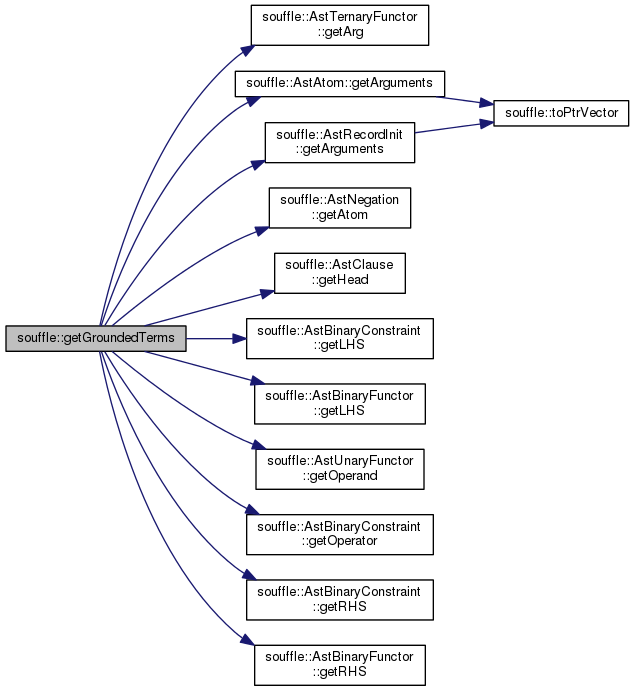 souffle::AstTernaryFunctor
::getArg
souffle::AstAtom::getArguments
souffle::toPtrVector
souffle::AstRecordInit
::getArguments
souffle::AstNegation
::getAtom
souffle::AstClause
::getHead
souffle::getGroundedTerms
souffle::AstBinaryConstraint
::getLHS
souffle::AstBinaryFunctor
::getLHS
souffle::AstUnaryFunctor
::getOperand
souffle::AstBinaryConstraint
::getOperator
souffle::AstBinaryConstraint
::getRHS
souffle::AstBinaryFunctor
::getRHS